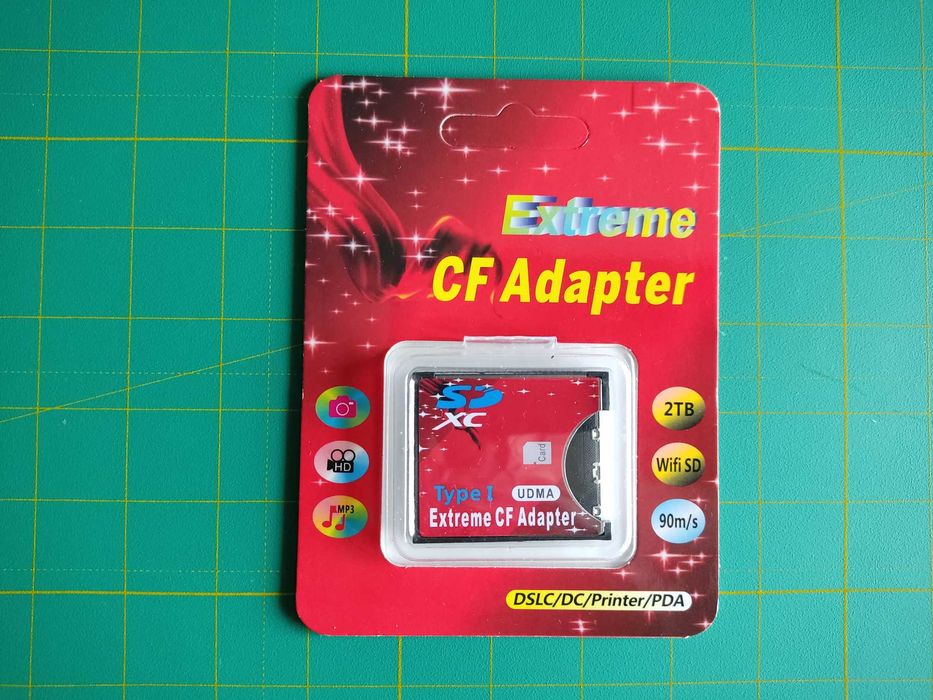 Extreme
CF Adapter
SD
XC
Card
Type I UDMA
Extreme CF Adapter
HD
MP3
2TB
Wifi SD
90m/s
DSLC/DC/Printer/PDA